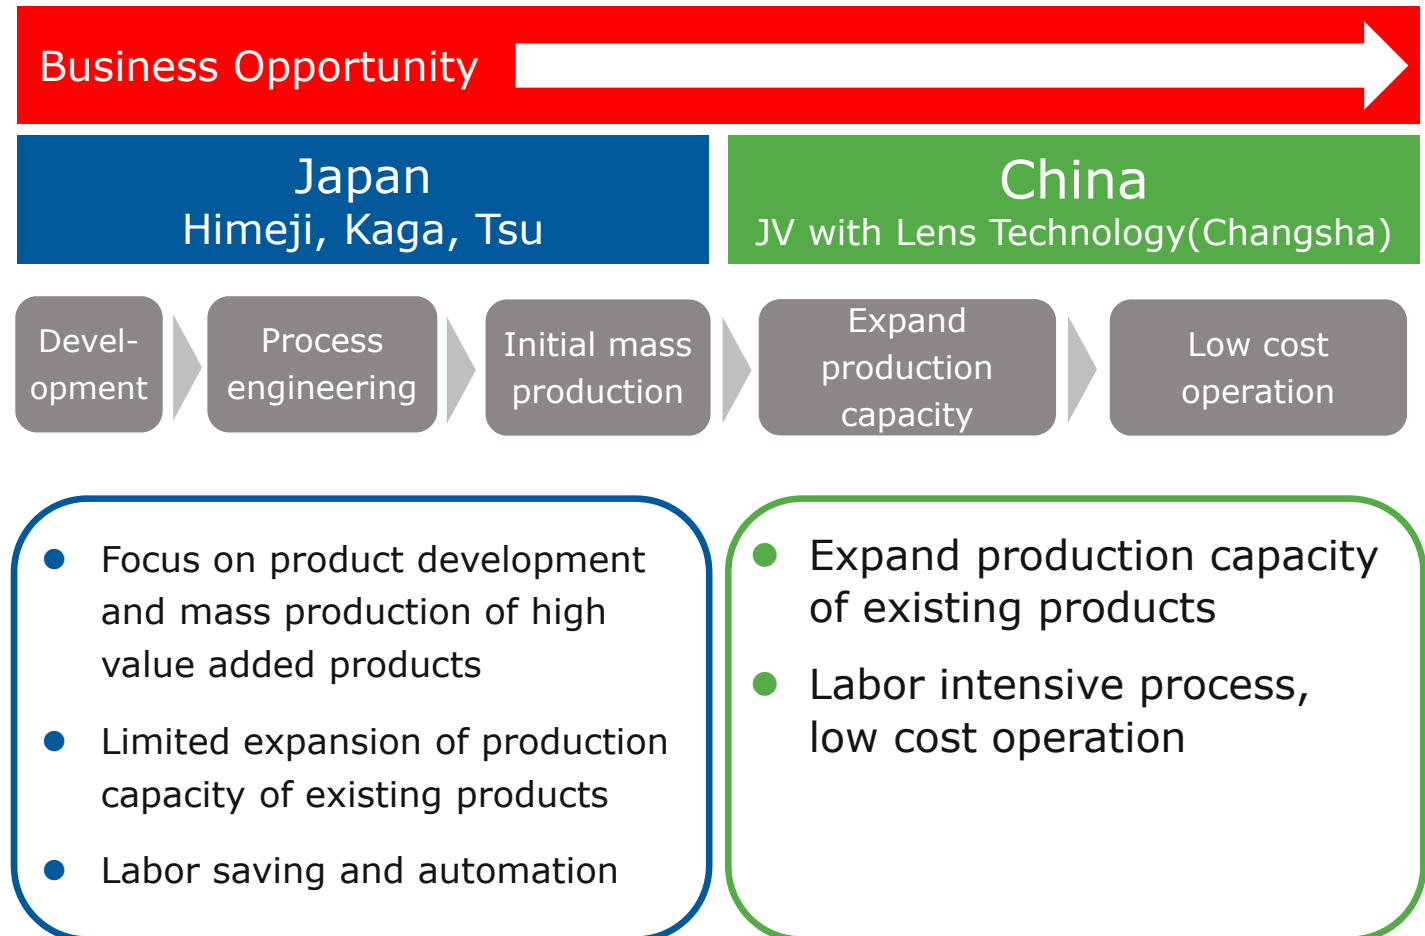 Business Opportunity
Japan
Himeji, Kaga, Tsu
China
JV with Lens Technology(Changsha)
Devel-
opment
Process
engineering
Initial mass
production
Expand
production
capacity
Low cost
operation
● Focus on product development
and mass production of high
value added products
● Limited expansion of production
capacity of existing products
● Labor saving and automation
● Expand production capacity
of existing products
● Labor intensive process,
low cost operation